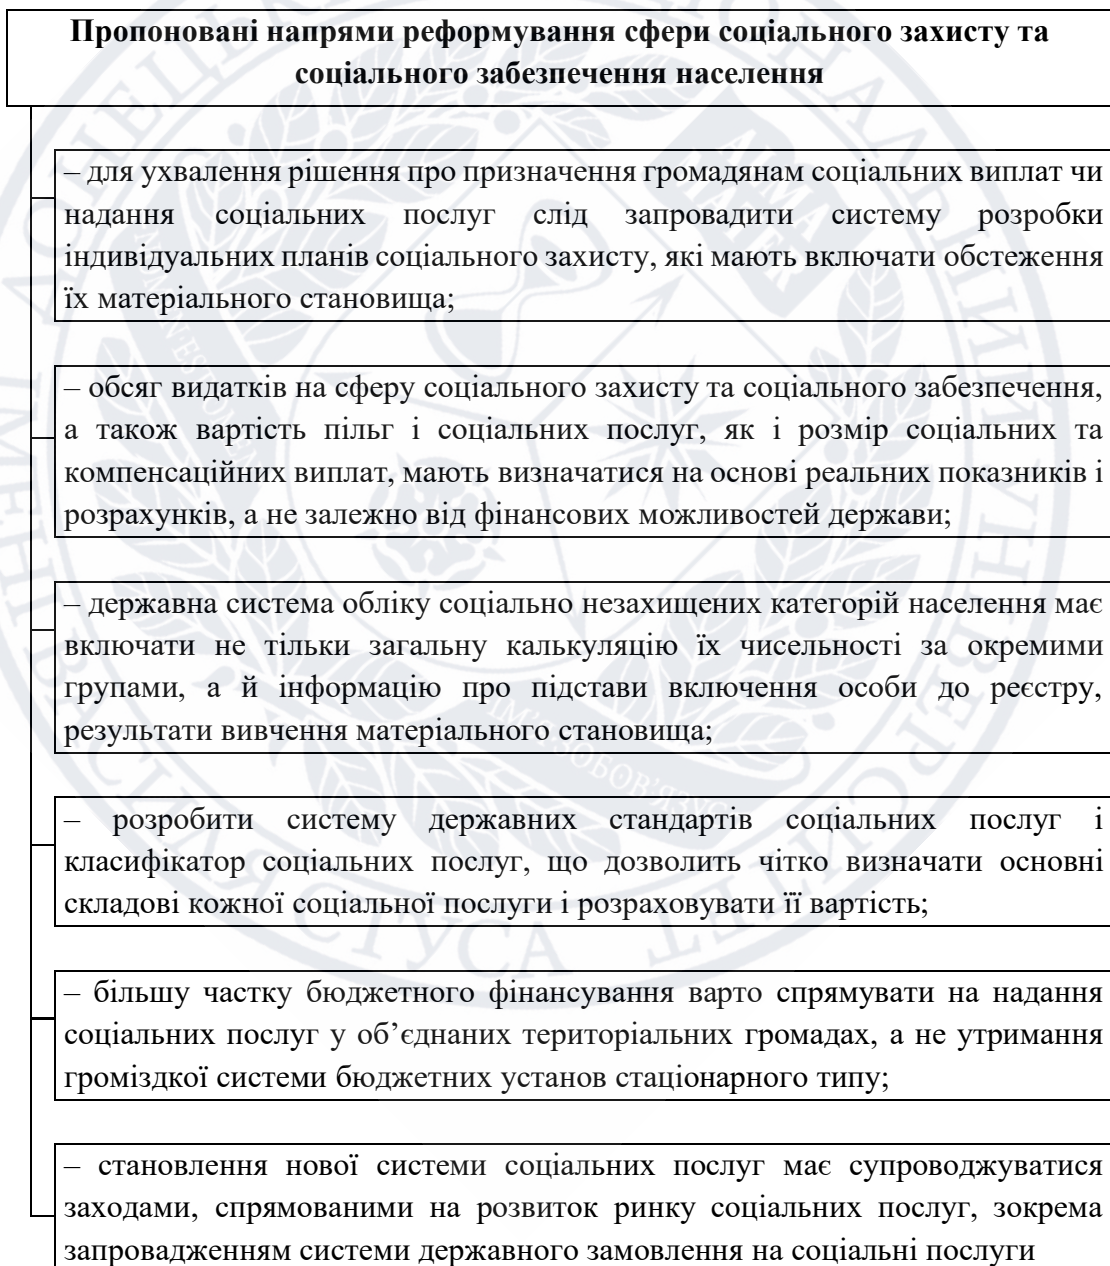 Пропоновані напрями реформування сфери соціального захисту та
соціального забезпечення населення
– для ухвалення рішення про призначення громадянам соціальних виплат чи
надання соціальних послуг слід запровадити систему розробки
індивідуальних планів соціального захисту, які мають включати обстеження
їх матеріального становища;
– обсяг видатків на сферу соціального захисту та соціального забезпечення,
а також вартість пільг і соціальних послуг, як і розмір соціальних та
компенсаційних виплат, мають визначатися на основі реальних показників і
розрахунків, а не залежно від фінансових можливостей держави;
– державна система обліку соціально незахищених категорій населення має
включати не тільки загальну калькуляцію їх чисельності за окремими
групами, а й інформацію про підстави включення особи до реєстру,
результати вивчення матеріального становища;
– розробити систему державних стандартів соціальних послуг і
класифікатор соціальних послуг, що дозволить чітко визначати основні
складові кожної соціальної послуги і розраховувати її вартість;
– більшу частку бюджетного фінансування варто спрямувати на надання
соціальних послуг у об’єднаних територіальних громадах, а не утримання
громіздкої системи бюджетних установ стаціонарного типу;
– становлення нової системи соціальних послуг має супроводжуватися
заходами, спрямованими на розвиток ринку соціальних послуг, зокрема
запровадженням системи державного замовлення на соціальні послуги